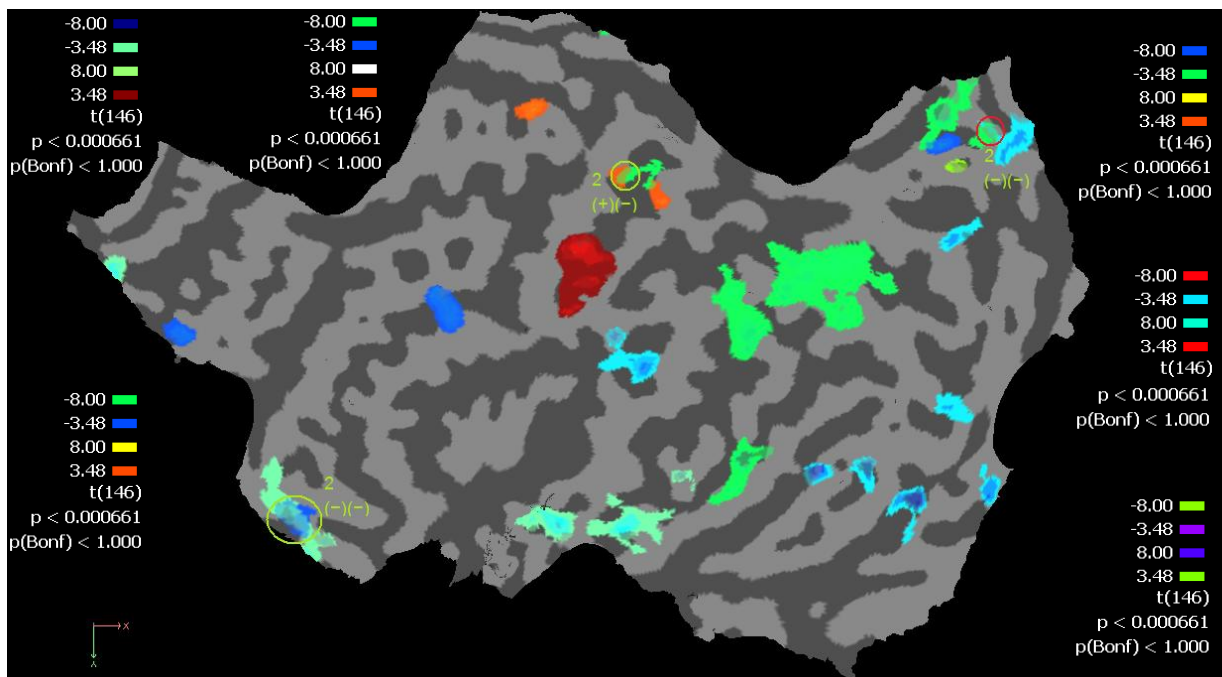 -8.00
-3.48
8.00
3.48
t(146)
p < 0.000661
p(Bonf) < 1.000
-8.00
-3.48
8.00
3.48
t(146)
p < 0.000661
p(Bonf) < 1.000
-8.00
-3.48
8.00
3.48
t(146)
p < 0.000661
p(Bonf) < 1.000
2
(-)(-)
2
(+)(-)
-8.00
-3.48
8.00
3.48
t(146)
p < 0.000661
p(Bonf) < 1.000
-8.00
-3.48
8.00
3.48
t(146)
p < 0.000661
p(Bonf) < 1.000
2
(-)(-)
-8.00
-3.48
8.00
3.48
t(146)
p < 0.000661
p(Bonf) < 1.000
X
Y